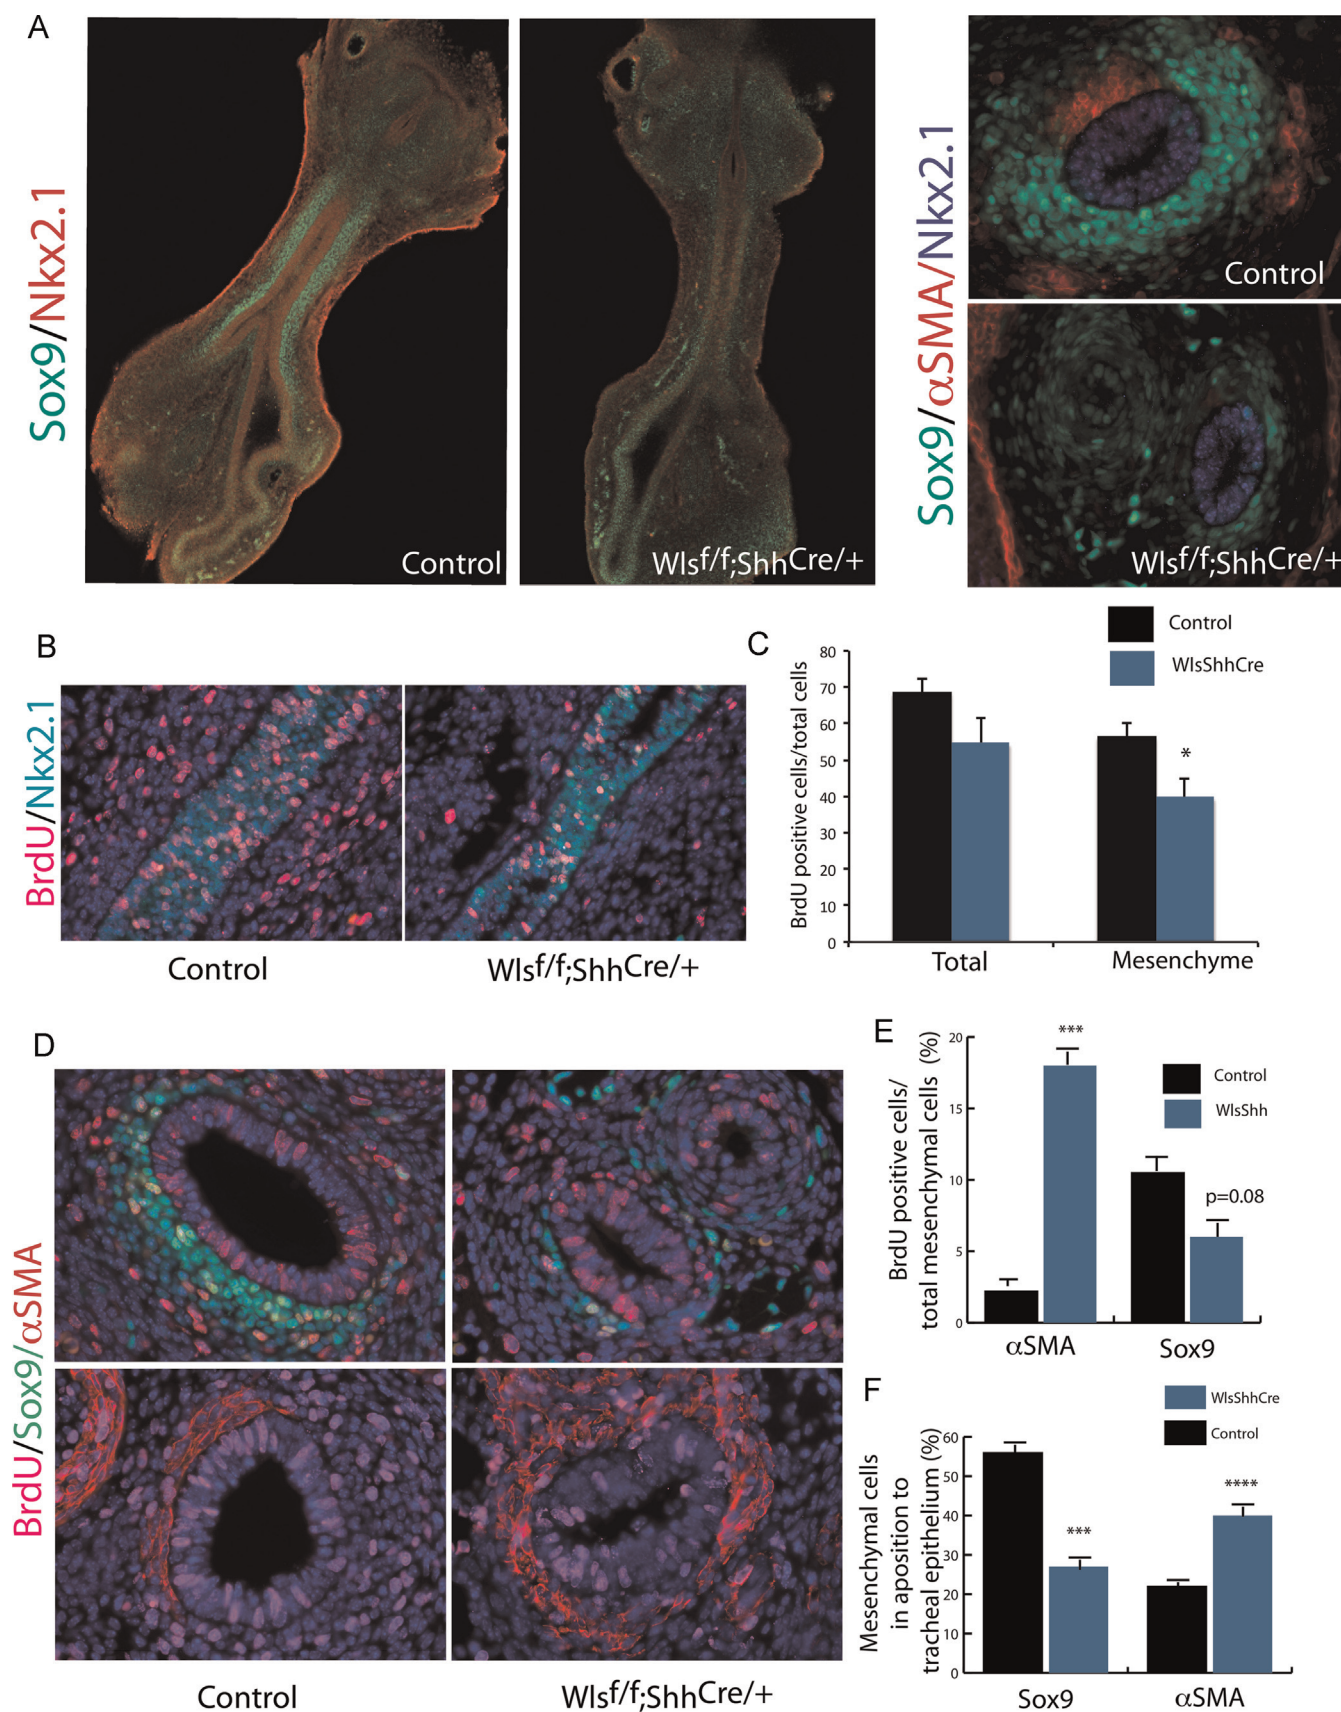 A
Sox9/Nkx2.1
Control
Wlsf/f;ShhCre/+
Sox9/αSMA/Nkx2.1
Control
Wlsf/f;ShhCre/+
B
BrdU/Nkx2.1
Control
Wlsf/f;ShhCre/+
C
Control
WlsShhCre
BrdU positive cells/total cells
80
70
60
50
40
30
20
10
0
*
Total
Mesenchyme
D
BrdU/Sox9/αSMA
Control
Wlsf/f;ShhCre/+
E
BrdU positive cells/
total mesenchymal cells (%)
20
15
10
5
0
***
p=0.08
Control
WlsShh
αSMA
Sox9
F
WlsShhCre
Control
Mesenchymal cells
in aposition to
tracheal epithelium (%)
60
50
40
30
20
10
0
***
****
Sox9
αSMA